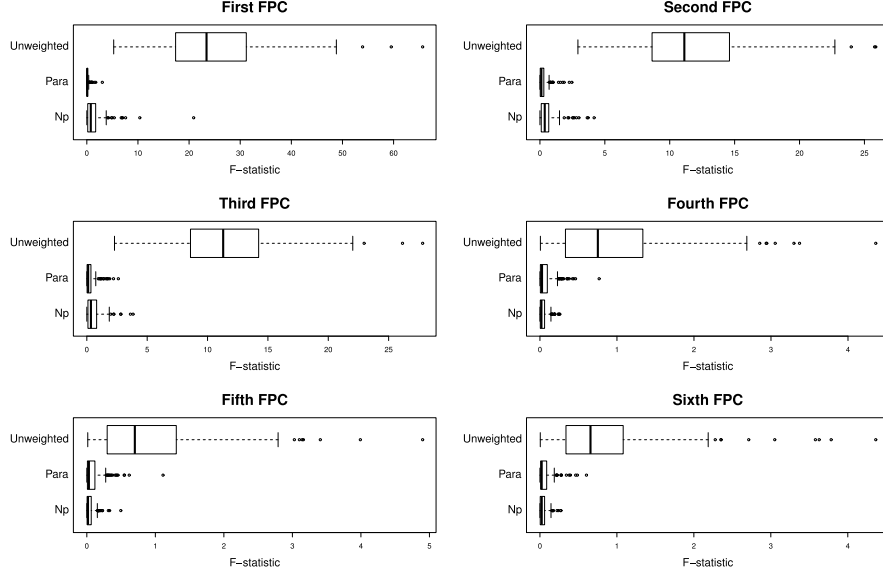 First FPC
Unweighted
Para
Np
0 10 20 30 40 50 60
F−statistic
Second FPC
Unweighted
Para
Np
0 5 10 15 20 25
F−statistic
Third FPC
Unweighted
Para
Np
0 5 10 15 20 25
F−statistic
Fourth FPC
Unweighted
Para
Np
0 1 2 3 4
F−statistic
Fifth FPC
Unweighted
Para
Np
0 1 2 3 4 5
F−statistic
Sixth FPC
Unweighted
Para
Np
0 1 2 3 4
F−statistic